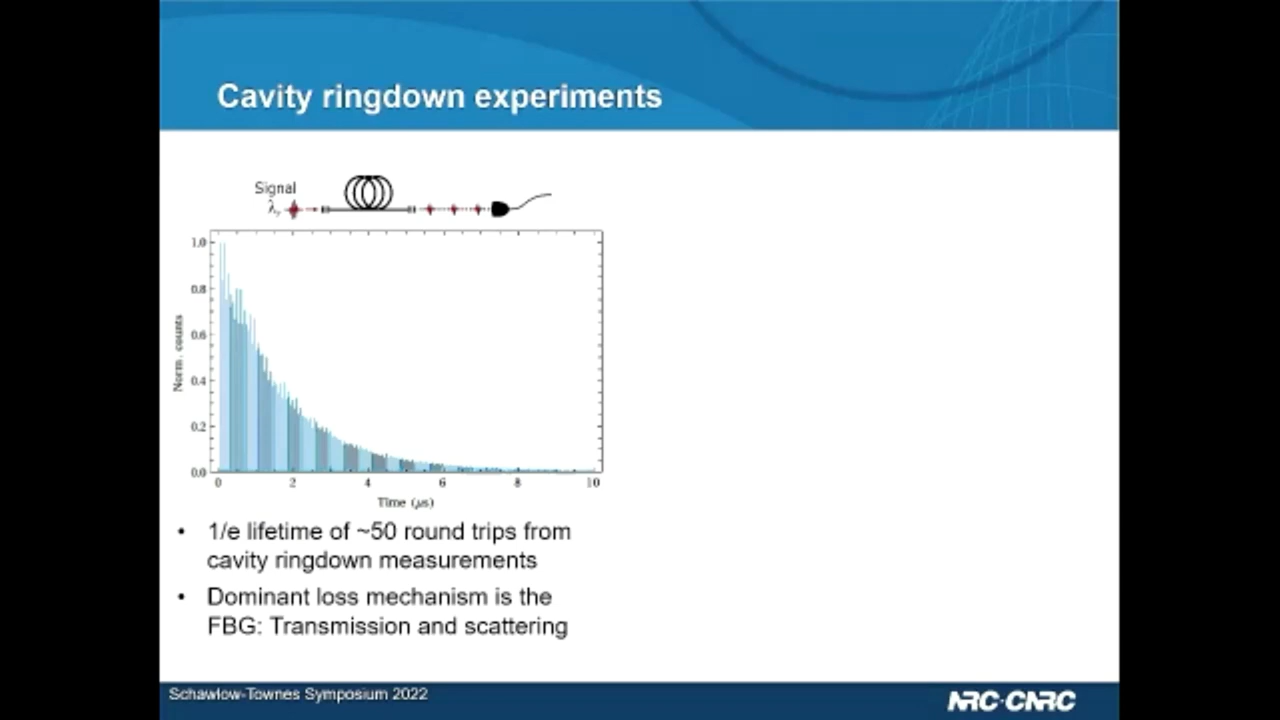 Cavity ringdown experiments
Signal
1.0
0.8
0.6
0.4
0.2
0.0
Norm. counts
0 2 4 6 8 10
Time (μs)
• 1/e lifetime of ~50 round trips from
cavity ringdown measurements
• Dominant loss mechanism is the
FBG: Transmission and scattering
Schawlow-Townes Symposium 2022
NRC·CNRC